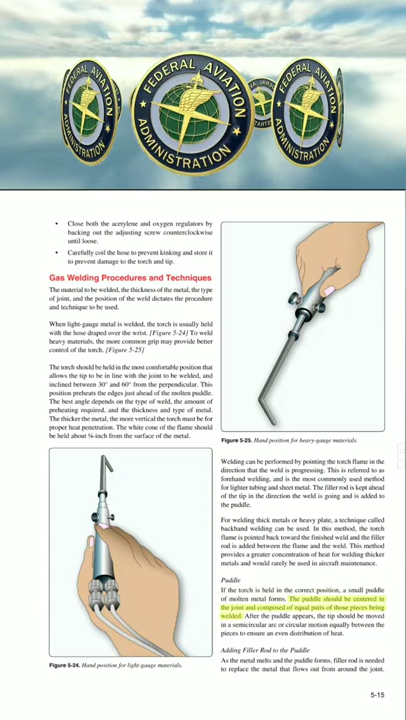 FEDERAL AVIATION
ADMINISTRATION
FEDERAL AVIATION
ADMINISTRATION
FEDERAL AVIATION
ADMINISTRATION
• Close both the acetylene and oxygen regulators by
backing out the adjusting screw counterclockwise
until loose.
• Carefully coil the hose to prevent kinking and store it
to prevent damage to the torch and tip.
Gas Welding Procedures and Techniques
The material to be welded, the thickness of the metal, the type
of joint, and the position of the weld dictates the procedure
and technique to be used.
When light-gauge metal is welded, the torch is usually held
with the hose draped over the wrist. [Figure 5-24] To weld
heavy materials, the more common grip may provide better
control of the torch. [Figure 5-25]
The torch should be held in the most comfortable position that
allows the tip to be in line with the joint to be welded, and
inclined between 30° and 60° from the perpendicular. This
position preheats the edges just ahead of the molten puddle.
The best angle depends on the type of weld, the amount of
preheating required, and the thickness and type of metal.
The thicker the metal, the more vertical the torch must be for
proper heat penetration. The white cone of the flame should
be held about ⅛-inch from the surface of the metal.
Figure 5-24. Hand position for light-gauge materials.
Figure 5-25. Hand position for heavy-gauge materials.
Welding can be performed by pointing the torch flame in the
direction that the weld is progressing. This is referred to as
forehand welding, and is the most commonly used method
for lighter tubing and sheet metal. The filler rod is kept ahead
of the tip in the direction the weld is going and is added to
the puddle.
For welding thick metals or heavy plate, a technique called
backhand welding can be used. In this method, the torch
flame is pointed back toward the finished weld and the filler
rod is added between the flame and the weld. This method
provides a greater concentration of heat for welding thicker
metals and would rarely be used in aircraft maintenance.
Puddle
If the torch is held in the correct position, a small puddle
of molten metal forms. The puddle should be centered in
the joint and composed of equal parts of those pieces being
welded. After the puddle appears, the tip should be moved
in a semicircular arc or circular motion equally between the
pieces to ensure an even distribution of heat.
Adding Filler Rod to the Puddle
As the metal melts and the puddle forms, filler rod is needed
to replace the metal that flows out from around the joint.
5-15